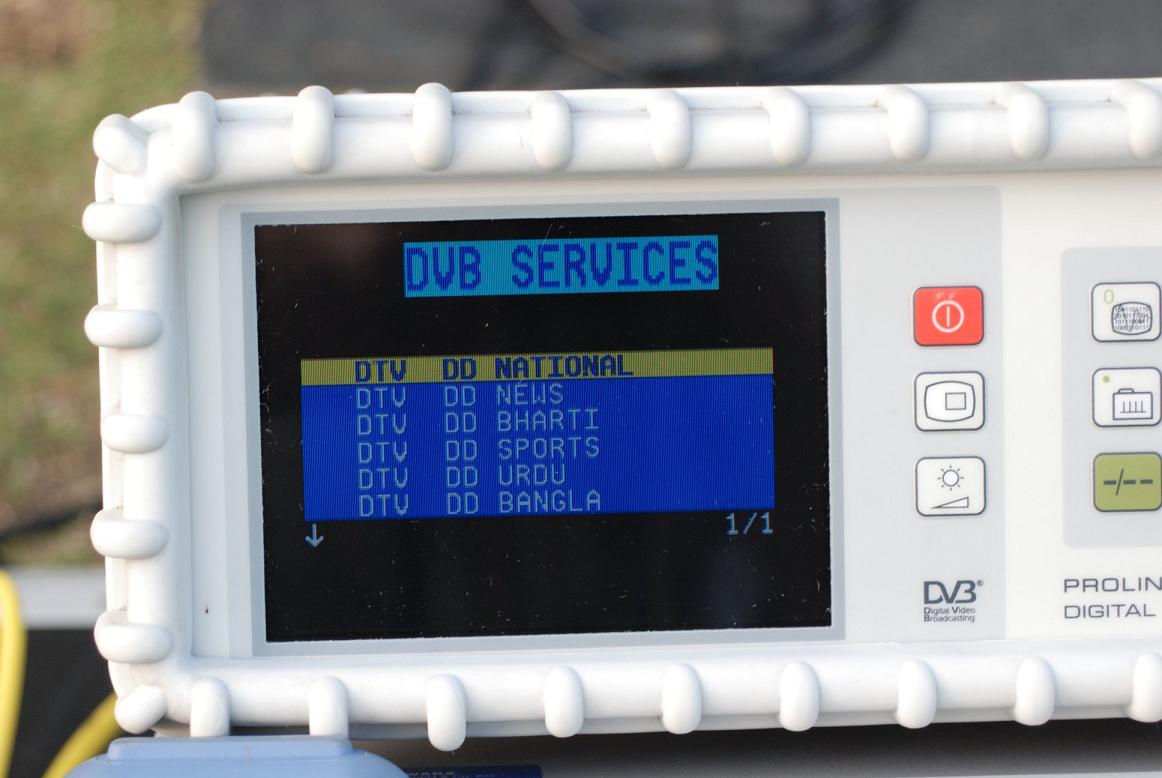 DVB SERVICES
DTV DD NATIONAL
DTV DD NEWS
DTV DD BHARTI
DTV DD SPORTS
DTV DD URDU
DTV DD BANGLA
↓ 1/1
-/--
DVB®
Digital Video
Broadcasting
PROLIN
DIGITAL